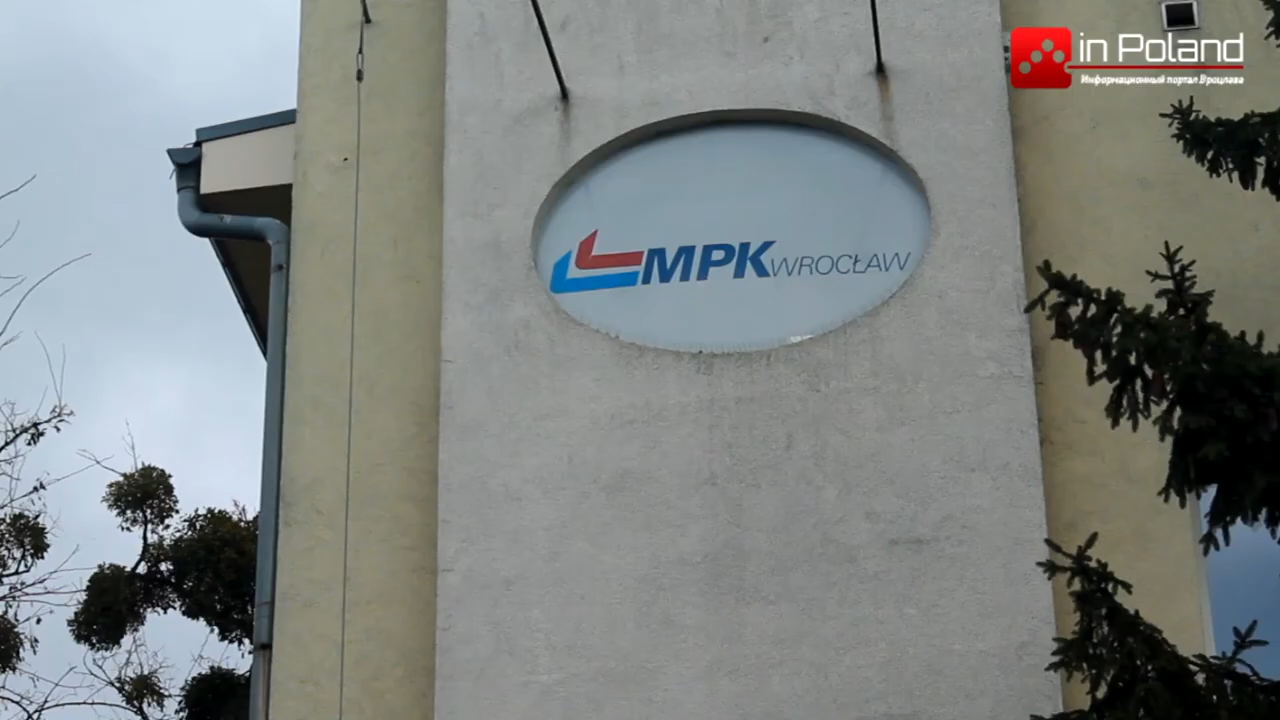 in Poland
Информационный портал Вроцлава
MPK WROCŁAW